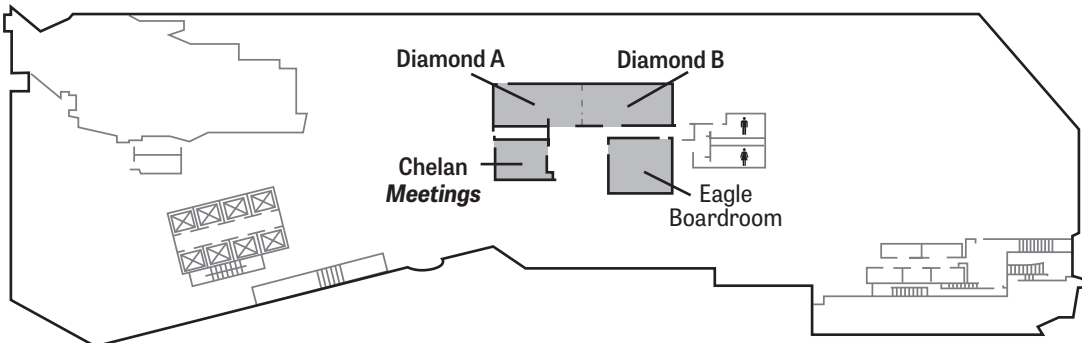 Diamond A
Diamond B
Chelan
Meetings
Eagle
Boardroom